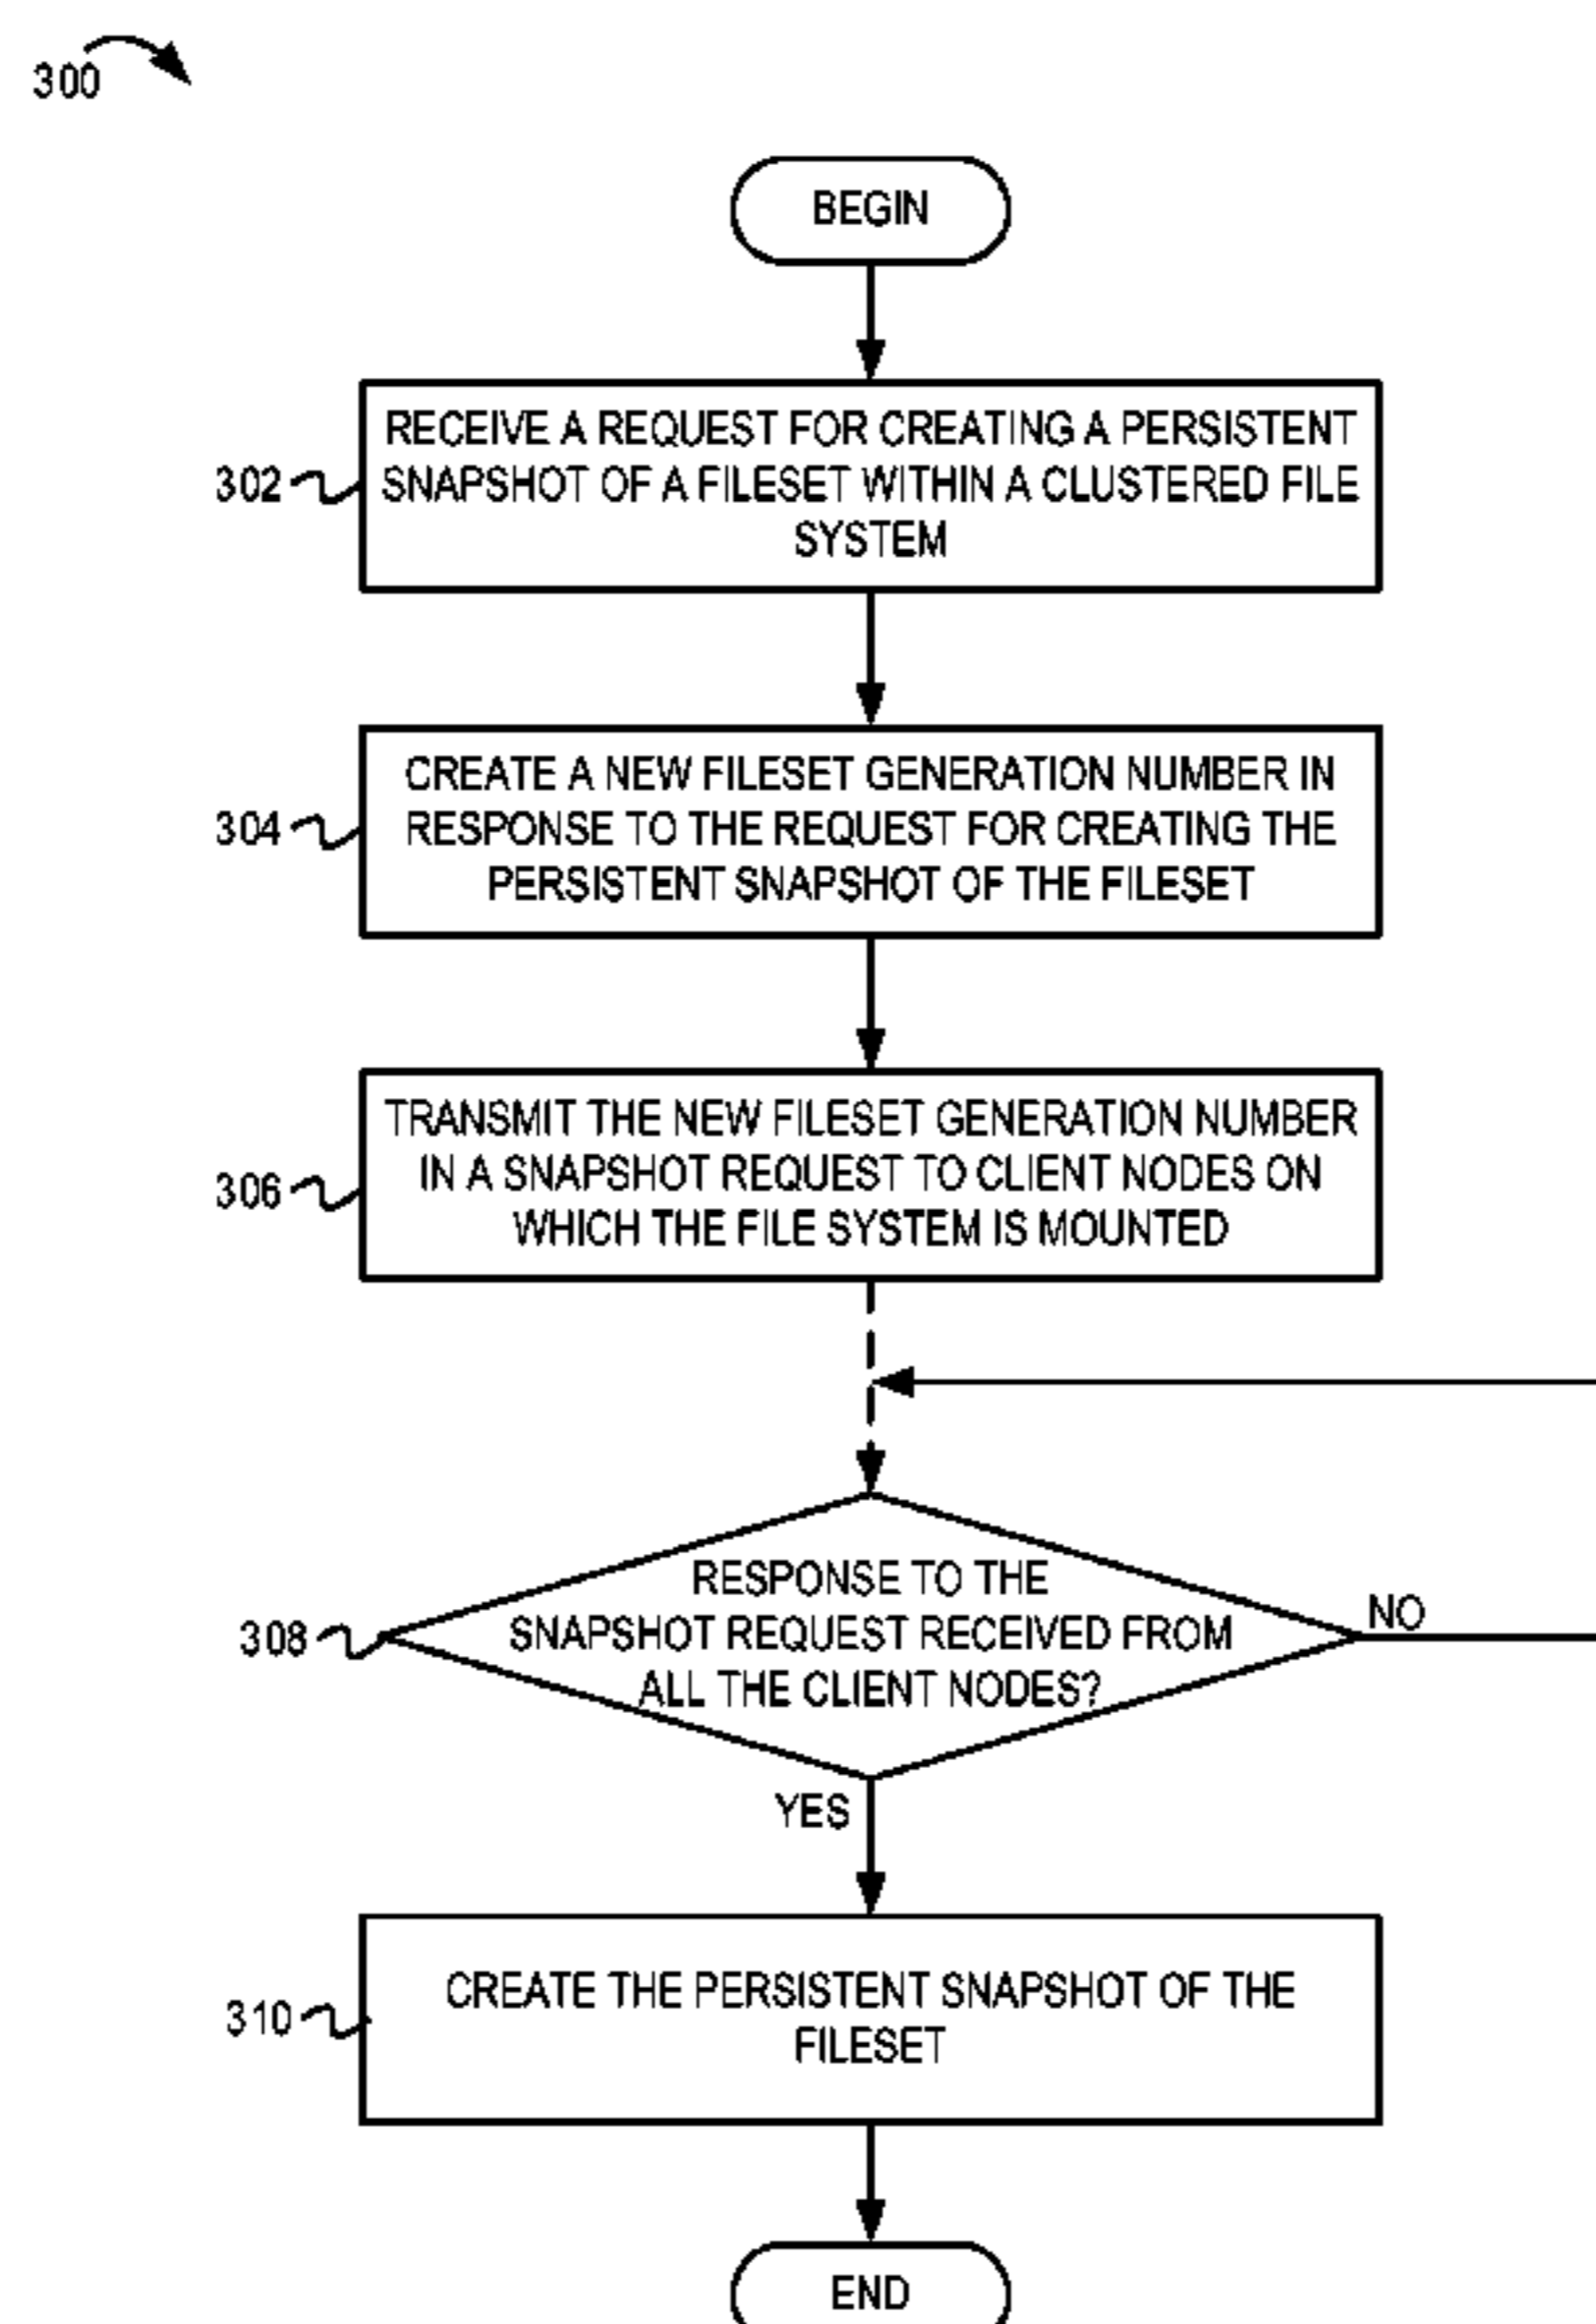 300
BEGIN
RECEIVE A REQUEST FOR CREATING A PERSISTENT
302
SNAPSHOT OF A FILESET WITHIN A CLUSTERED FILE
SYSTEM
CREATE A NEW FILESET GENERATION NUMBER IN
304
RESPONSE TO THE REQUEST FOR CREATING THE
PERSISTENT SNAPSHOT OF THE FILESET
TRANSMIT THE NEW FILESET GENERATION NUMBER
306
IN A SNAPSHOT REQUEST TO CLIENT NODES ON
WHICH THE FILE SYSTEM IS MOUNTED
RESPONSE TO THE
308
SNAPSHOT REQUEST RECEIVED FROM
ALL THE CLIENT NODES?
NO
YES
310
CREATE THE PERSISTENT SNAPSHOT OF THE
FILESET
END